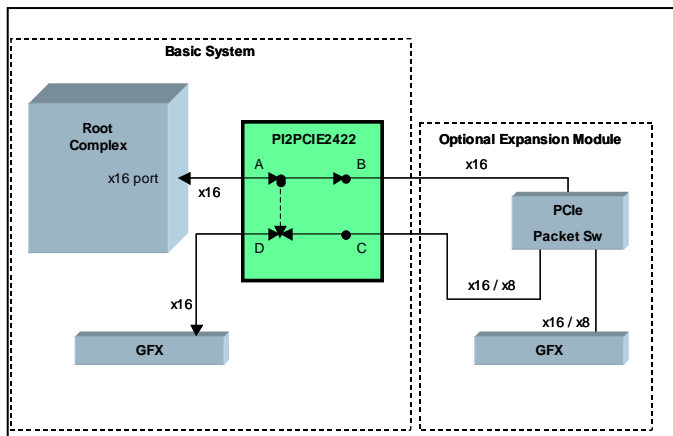 Basic System
Root
Complex
x16 port
x16
PI2PCIE2422
A
B
D
C
x16
GFX
Optional Expansion Module
x16
PCIe
Packet Sw
x16 / x8
x16 / x8
GFX